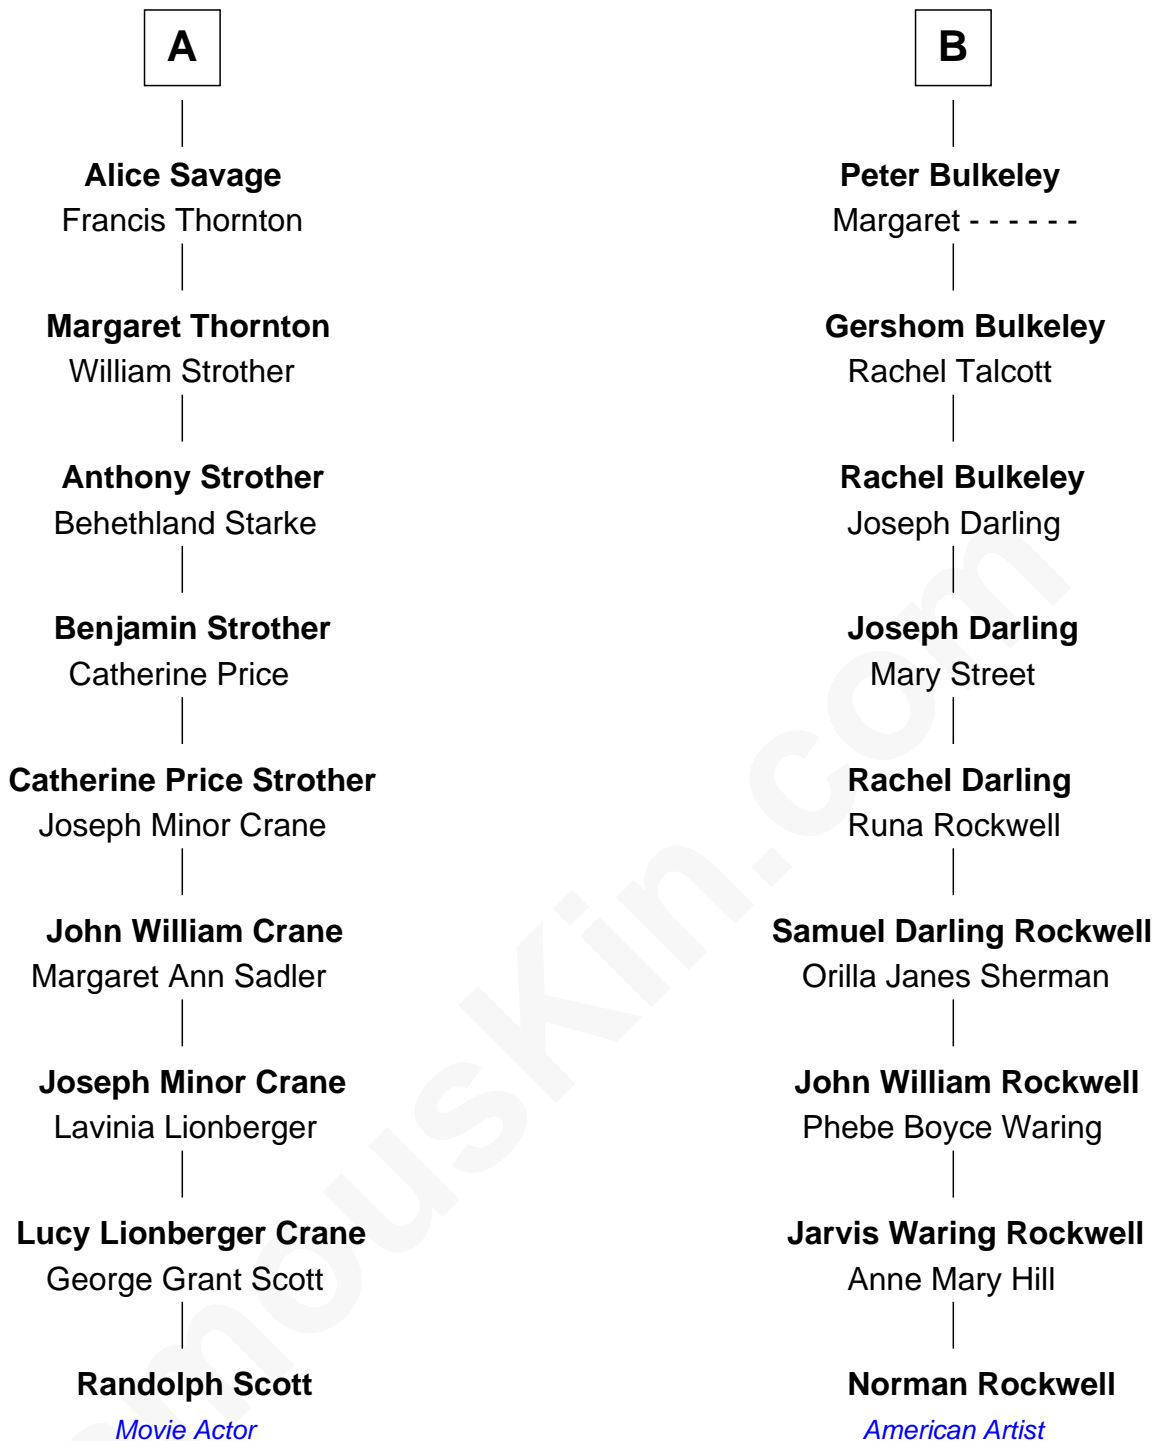 A
Alice Savage
Francis Thornton
Margaret Thornton
William Strother
Anthony Strother
Behethland Starke
Benjamin Strother
Catherine Price
Catherine Price Strother
Joseph Minor Crane
John William Crane
Margaret Ann Sadler
Joseph Minor Crane
Lavinia Lionberger
Lucy Lionberger Crane
George Grant Scott
Randolph Scott
Movie Actor
B
Peter Bulkeley
Margaret - - - - - -
Gershom Bulkeley
Rachel Talcott
Rachel Bulkeley
Joseph Darling
Joseph Darling
Mary Street
Rachel Darling
Runa Rockwell
Samuel Darling Rockwell
Orilla Janes Sherman
John William Rockwell
Phebe Boyce Waring
Jarvis Waring Rockwell
Anne Mary Hill
Norman Rockwell
American Artist
mouskin.com